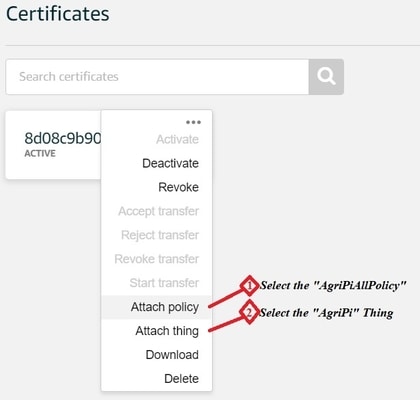 Certificates
Search certificates
8d08c9b90
ACTIVE
Activate
Deactivate
Revoke
Accept transfer
Reject transfer
Revoke transfer
Start transfer
Attach policy
1 Select the "AgriPiAllPolicy"
Attach thing
2 Select the "AgriPi" Thing
Download
Delete